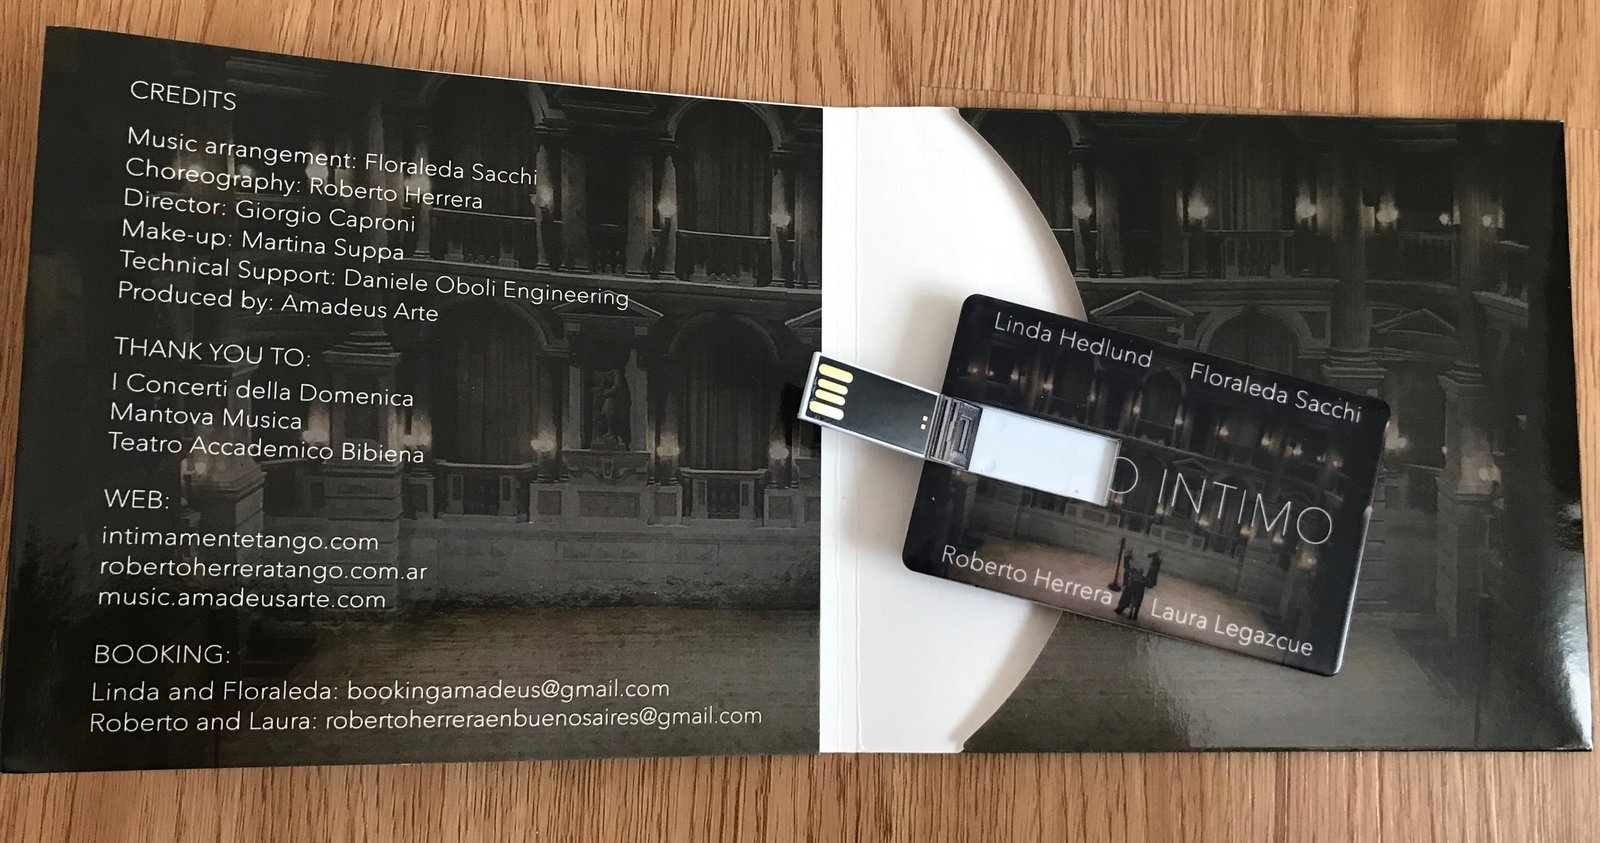 CREDITS
Music arrangement: Floraleda Sacchi
Choreography: Roberto Herrera
Director: Giorgio Caproni
Make-up: Martina Suppa
Technical Support: Daniele Oboli Engineering
Produced by: Amadeus Arte
THANK YOU TO:
I Concerti della Domenica
Mantova Musica
Teatro Accademico Bibiena
WEB:
intimamentetango.com
robertoherreratango.com.ar
music.amadeusarte.com
BOOKING:
Linda and Floraleda: bookingamadeus@gmail.com
Roberto and Laura: robertoherreraenbuenosaires@gmail.com
Linda Hedlund Floraleda Sacchi
O INTIMO
Roberto Herrera Laura Legazcue